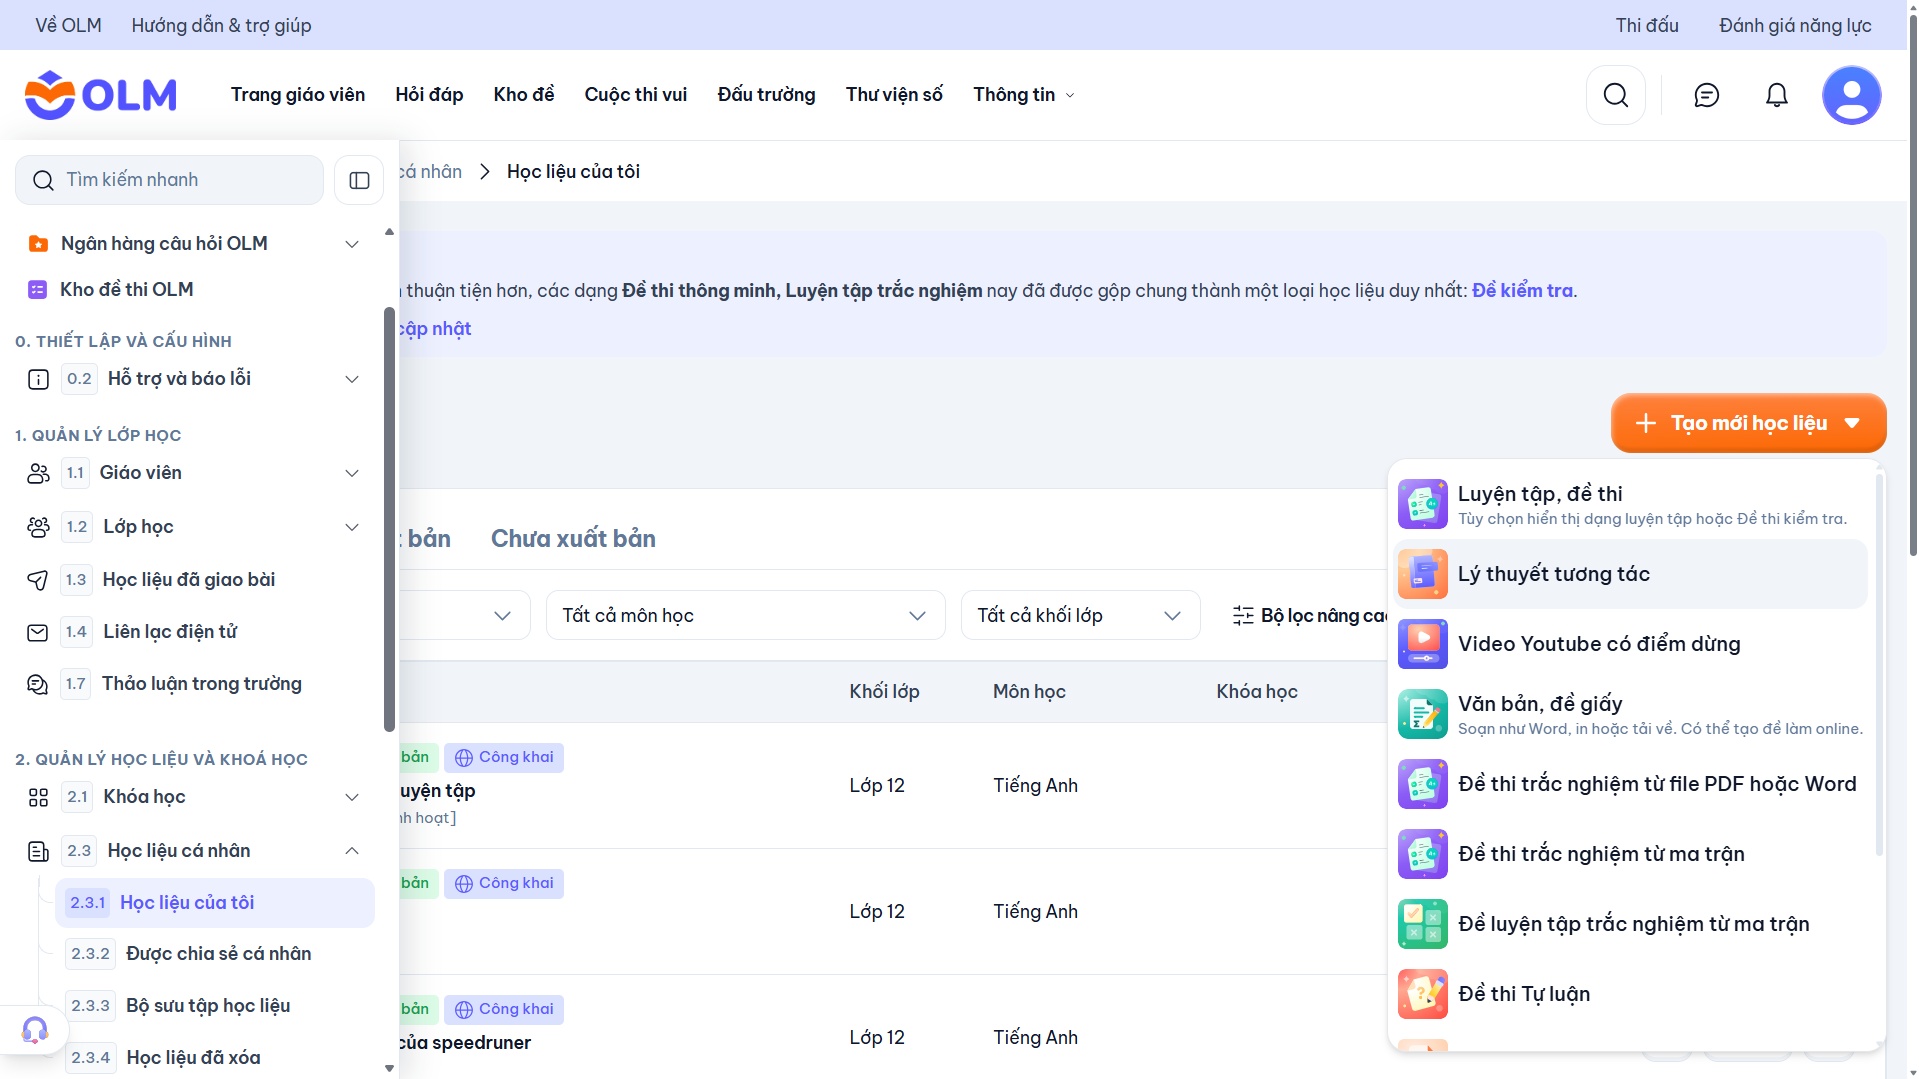 Về OLM
Hướng dẫn & trợ giúp
Thi đấu
Đánh giá năng lực
OLM
Trang giáo viên
Hỏi đáp
Kho đề
Cuộc thi vui
Đấu trường
Thư viện số
Thông tin
Tìm kiếm nhanh
cá nhân
Học liệu của tôi
Ngân hàng câu hỏi OLM
Kho đề thi OLM
0. THIẾT LẬP VÀ CẤU HÌNH
0.2 Hỗ trợ và báo lỗi
1. QUẢN LÝ LỚP HỌC
1.1 Giáo viên
1.2 Lớp học
1.3 Học liệu đã giao bài
1.4 Liên lạc điện tử
1.7 Thảo luận trong trường
2. QUẢN LÝ HỌC LIỆU VÀ KHOÁ HỌC
2.1 Khóa học
2.3 Học liệu cá nhân
2.3.1 Học liệu của tôi
2.3.2 Được chia sẻ cá nhân
2.3.3 Bộ sưu tập học liệu
2.3.4 Học liệu đã xóa
thuận tiện hơn, các dạng Đề thi thông minh, Luyện tập trắc nghiệm nay đã được gộp chung thành một loại học liệu duy nhất: Đề kiểm tra.
cập nhật
Tạo mới học liệu
bản
Chưa xuất bản
Tất cả môn học
Tất cả khối lớp
Bộ lọc nâng cao
Khối lớp
Môn học
Khóa học
bản
Công khai
uyện tập
nh hoạt]
Lớp 12
Tiếng Anh
bản
Công khai
Lớp 12
Tiếng Anh
bản
Công khai
của speedruner
Lớp 12
Tiếng Anh
Luyện tập, đề thi
Tùy chọn hiển thị dạng luyện tập hoặc Đề thi kiểm tra.
Lý thuyết tương tác
Video Youtube có điểm dừng
Văn bản, đề giấy
Soạn như Word, in hoặc tải về. Có thể tạo đề làm online.
Đề thi trắc nghiệm từ file PDF hoặc Word
Đề thi trắc nghiệm từ ma trận
Đề luyện tập trắc nghiệm từ ma trận
Đề thi Tự luận